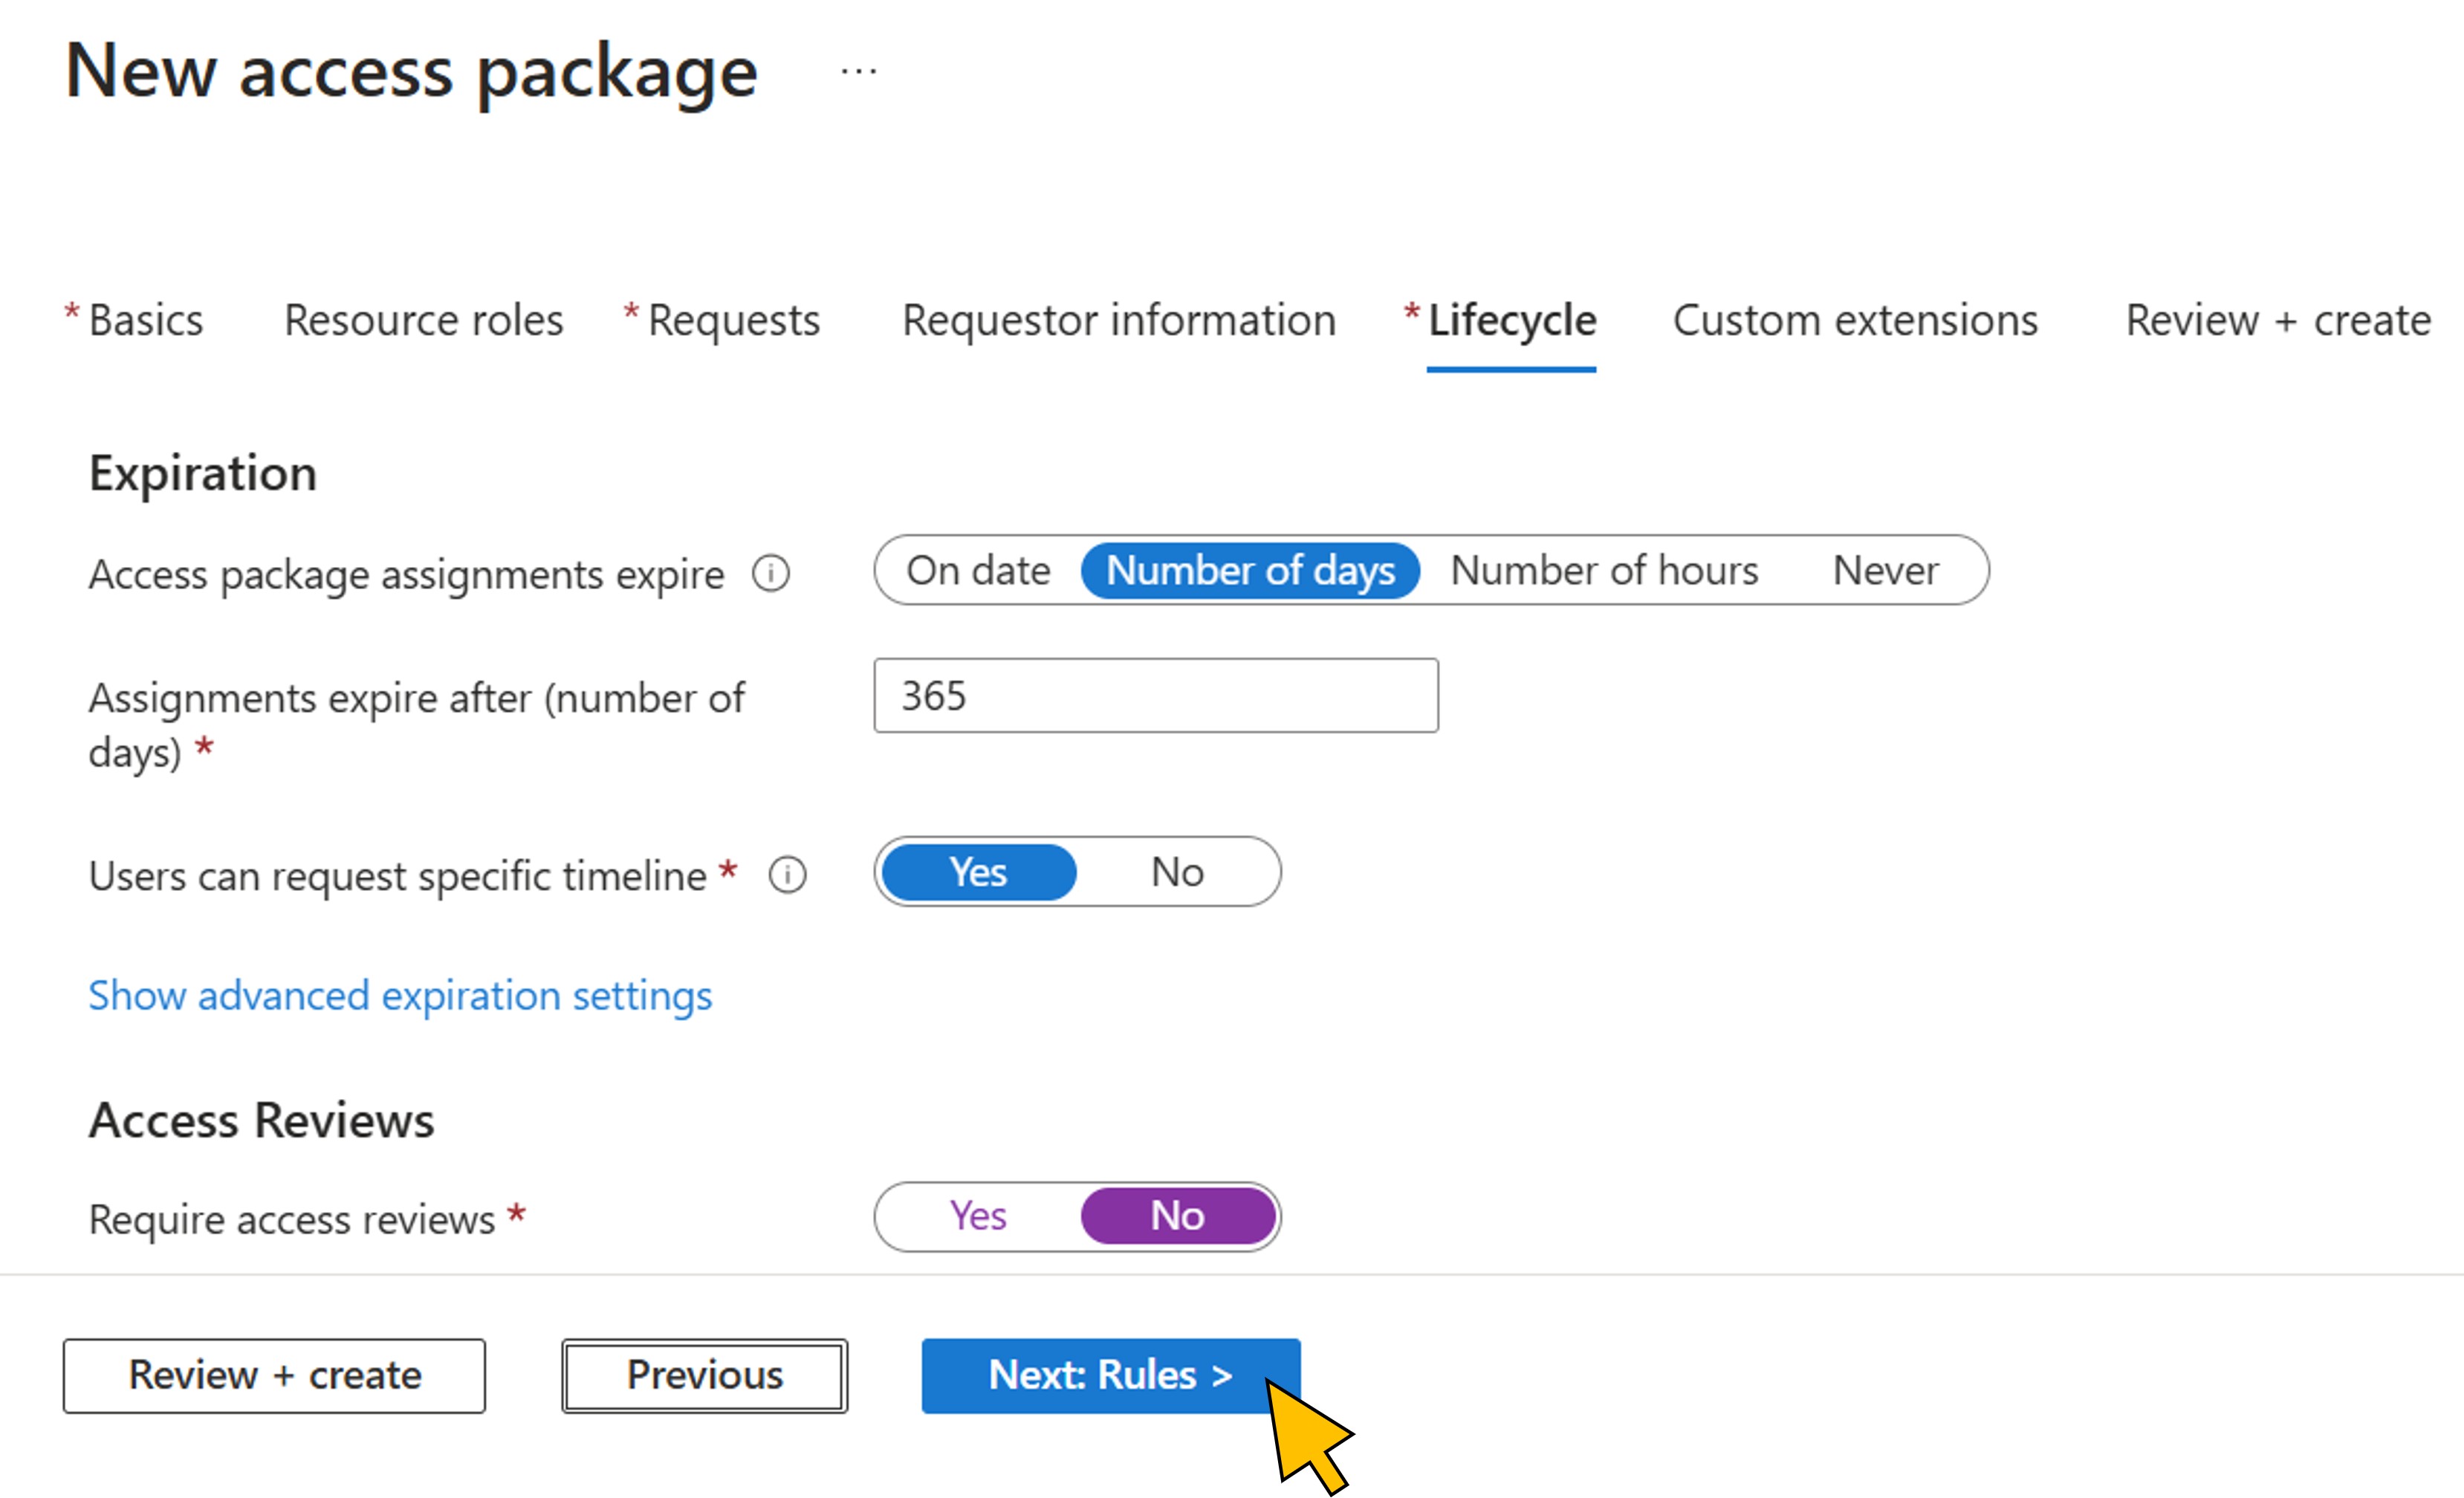 New access package ...
* Basics Resource roles * Requests Requestor information * Lifecycle Custom extensions Review + create
Expiration
Access package assignments expire i On date Number of days Number of hours Never
Assignments expire after (number of
days) *
365
Users can request specific timeline * i Yes No
Show advanced expiration settings
Access Reviews
Require access reviews * Yes No
Review + create Previous Next: Rules >